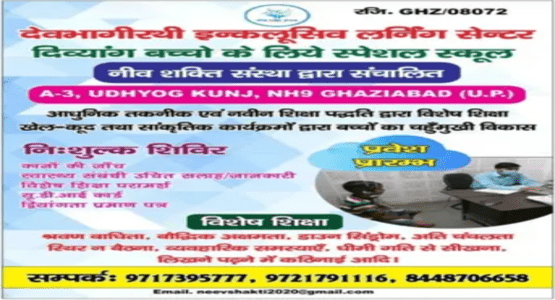 रजि. GHZ/08072
देवभागीरथी इन्कलूसिव लर्निंग सेन्टर
दिव्यांग बच्चो के लिये स्पेशल स्कूल
नीव शक्ति संस्था द्वारा संचालित
A-3, UDHYOG KUNJ, NH9 GHAZIABAD (U.P.)
आधुनिक तकनीक एवं नवीन शिक्षा पद्धति द्वारा विशेष शिक्षा
खेल-कूद तथा सांकृतिक कार्यक्रमों द्वारा बच्चों का चहुँमुखी विकास
निःशुल्क शिविर
कानों की जाँच
स्वास्थ्य संबंधी उचित सलाह/जानकारी
विशेष शिक्षा परामर्श
यू.डी.आई कार्ड
दिव्यांगता प्रमाण पत्र
प्रवेश
प्रारम्भ
विशेष शिक्षा
श्रवण बाधिता, बौद्धिक अक्षमता, डाउन सिंड्रोम, अति चंचलता
स्थिर न बैठना, व्यवहारिक समस्याएँ, धीमी गति से सीखना,
लिखने पढ़ने में कठिनाई आदि।
सम्पर्कः 9717395777, 9721791116, 8448706658
Email. neevshakti2020@gmail.com